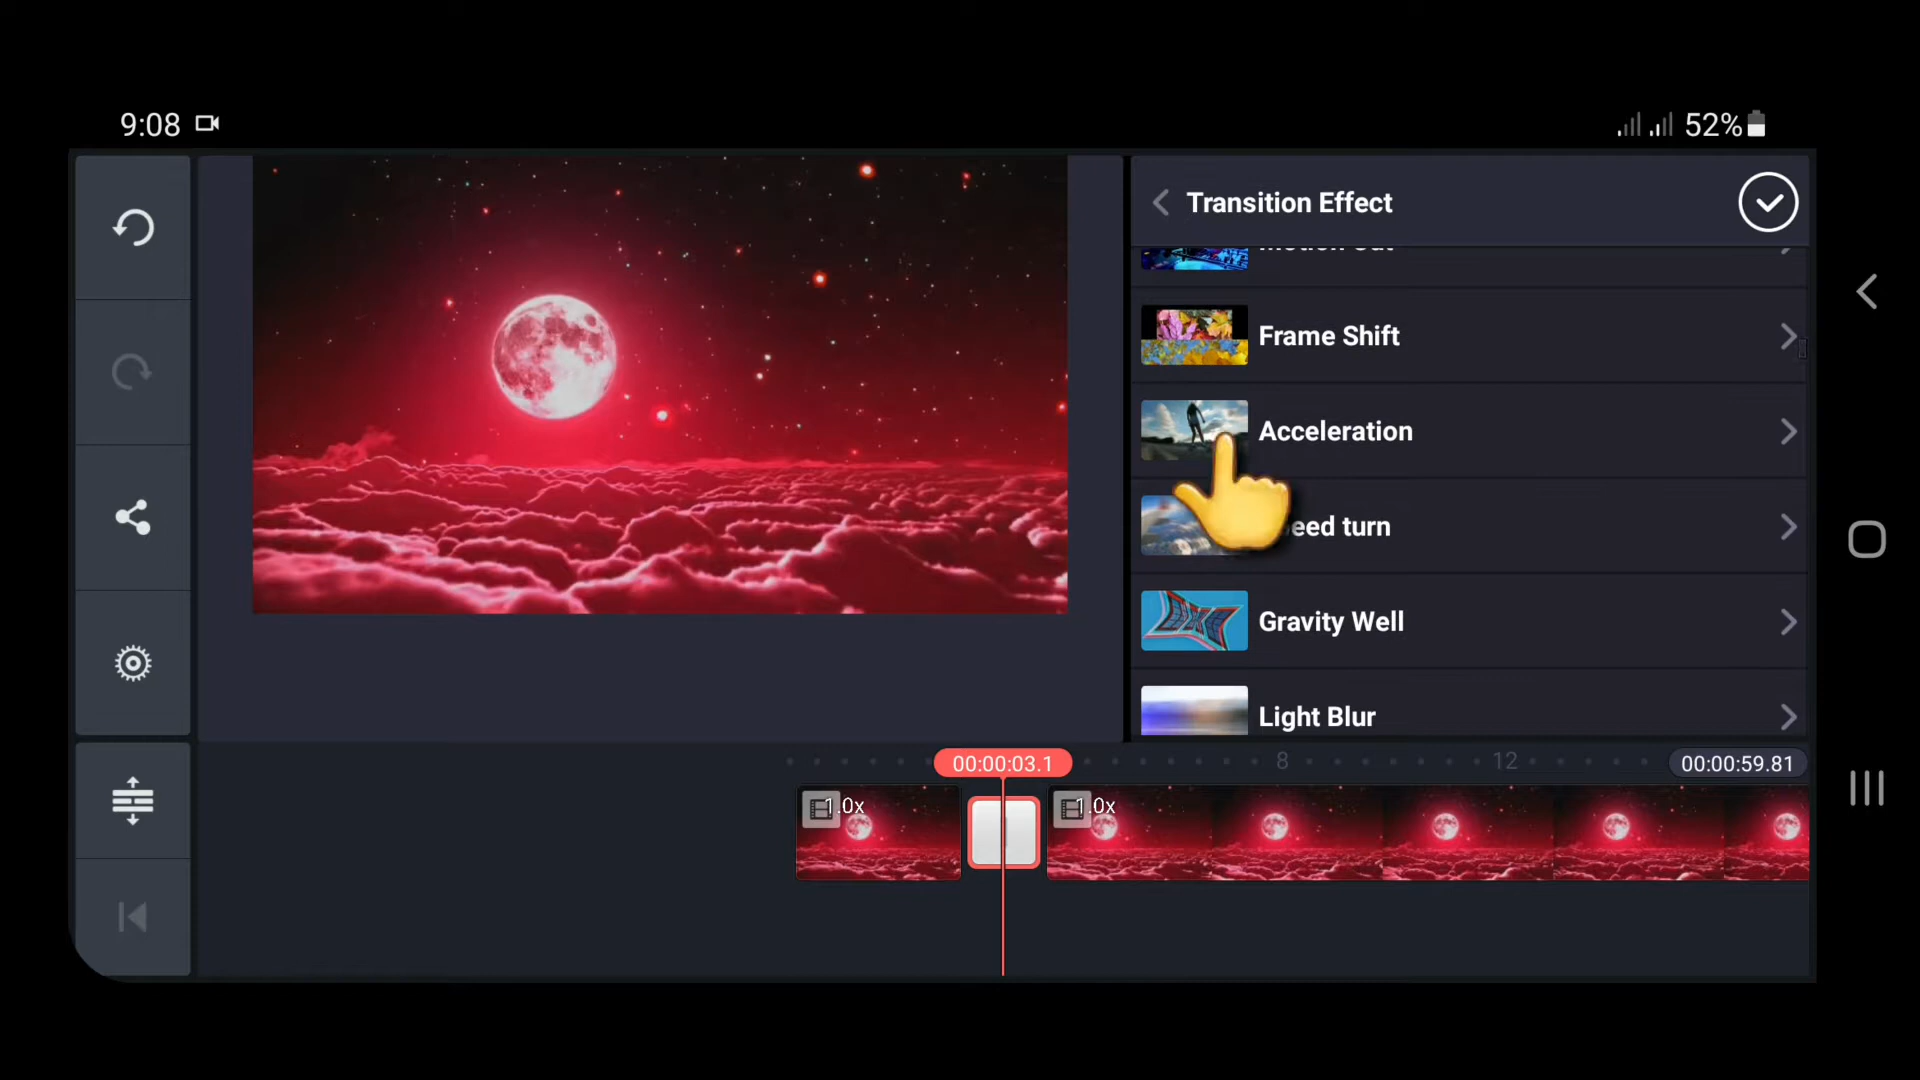 9:08
52%
Transition Effect
Frame Shift
Acceleration
eed turn
Gravity Well
Light Blur
00:00:03.1
8
12
00:00:59.81
1.0x
1.0x